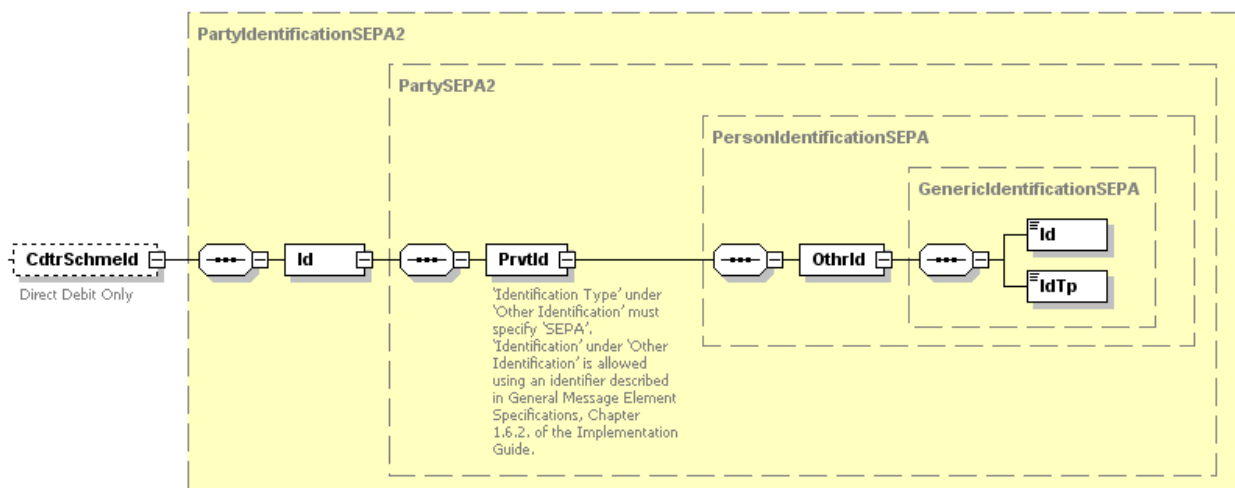 PartyIdentificationSEPA2
PartySEPA2
PersonIdentificationSEPA
GenericIdentificationSEPA
CdtrSchmeId
Direct Debit Only
Id
PrvtId
'Identification Type' under
'Other Identification' must
specify 'SEPA'.
'Identification' under 'Other
Identification' is allowed
using an identifier described
in General Message Element
Specifications, Chapter
1.6.2. of the Implementation
Guide.
OthrId
Id
IdTp